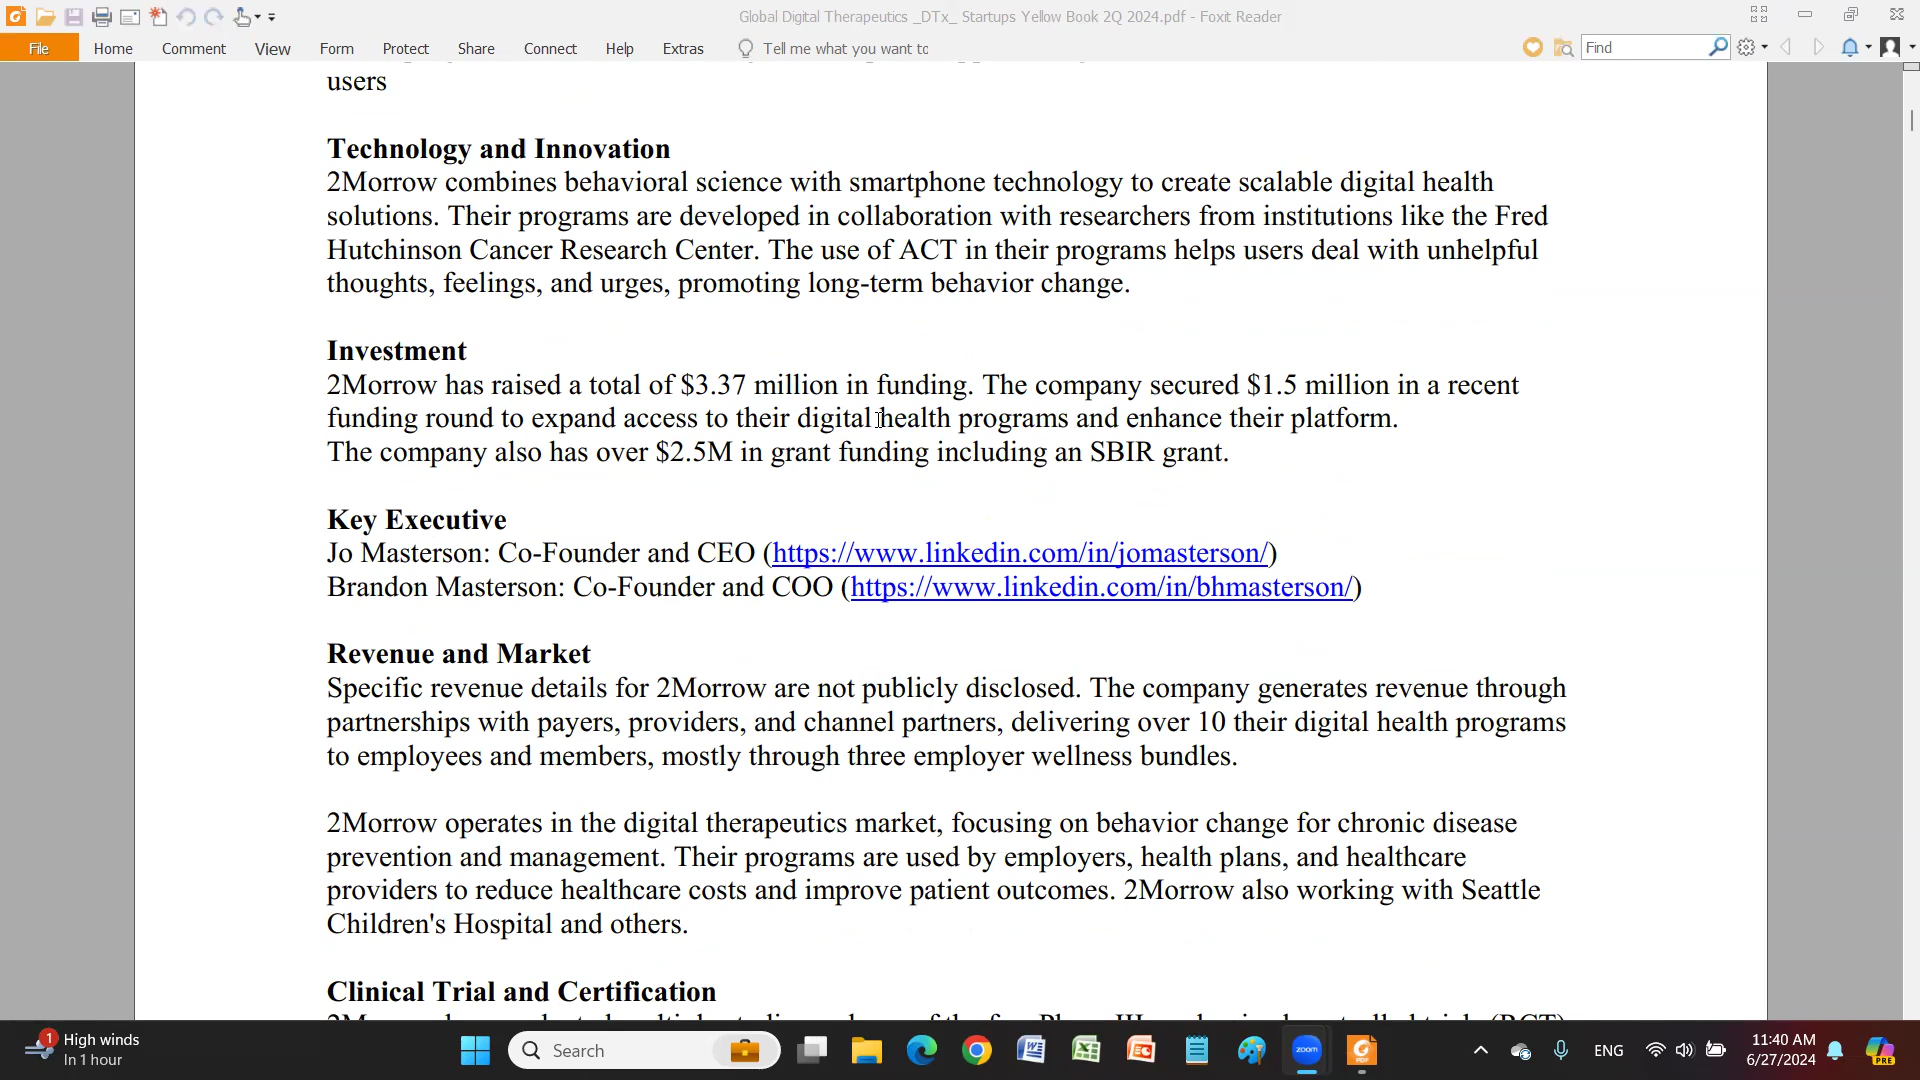 Global Digital Therapeutics _DTx_ Startups Yellow Book 2Q 2024.pdf - Foxit Reader
File Home Comment View Form Protect Share Connect Help Extras Tell me what you want to Find
users
Technology and Innovation
2Morrow combines behavioral science with smartphone technology to create scalable digital health
solutions. Their programs are developed in collaboration with researchers from institutions like the Fred
Hutchinson Cancer Research Center. The use of ACT in their programs helps users deal with unhelpful
thoughts, feelings, and urges, promoting long-term behavior change.
Investment
2Morrow has raised a total of $3.37 million in funding. The company secured $1.5 million in a recent
funding round to expand access to their digital health programs and enhance their platform.
The company also has over $2.5M in grant funding including an SBIR grant.
Key Executive
Jo Masterson: Co-Founder and CEO (https://www.linkedin.com/in/jomasterson/)
Brandon Masterson: Co-Founder and COO (https://www.linkedin.com/in/bhmasterson/)
Revenue and Market
Specific revenue details for 2Morrow are not publicly disclosed. The company generates revenue through
partnerships with payers, providers, and channel partners, delivering over 10 their digital health programs
to employees and members, mostly through three employer wellness bundles.
2Morrow operates in the digital therapeutics market, focusing on behavior change for chronic disease
prevention and management. Their programs are used by employers, health plans, and healthcare
providers to reduce healthcare costs and improve patient outcomes. 2Morrow also working with Seattle
Children's Hospital and others.
Clinical Trial and Certification
1 High winds
In 1 hour
Search
zoom
PDF
ENG
11:40 AM
6/27/2024
PRE